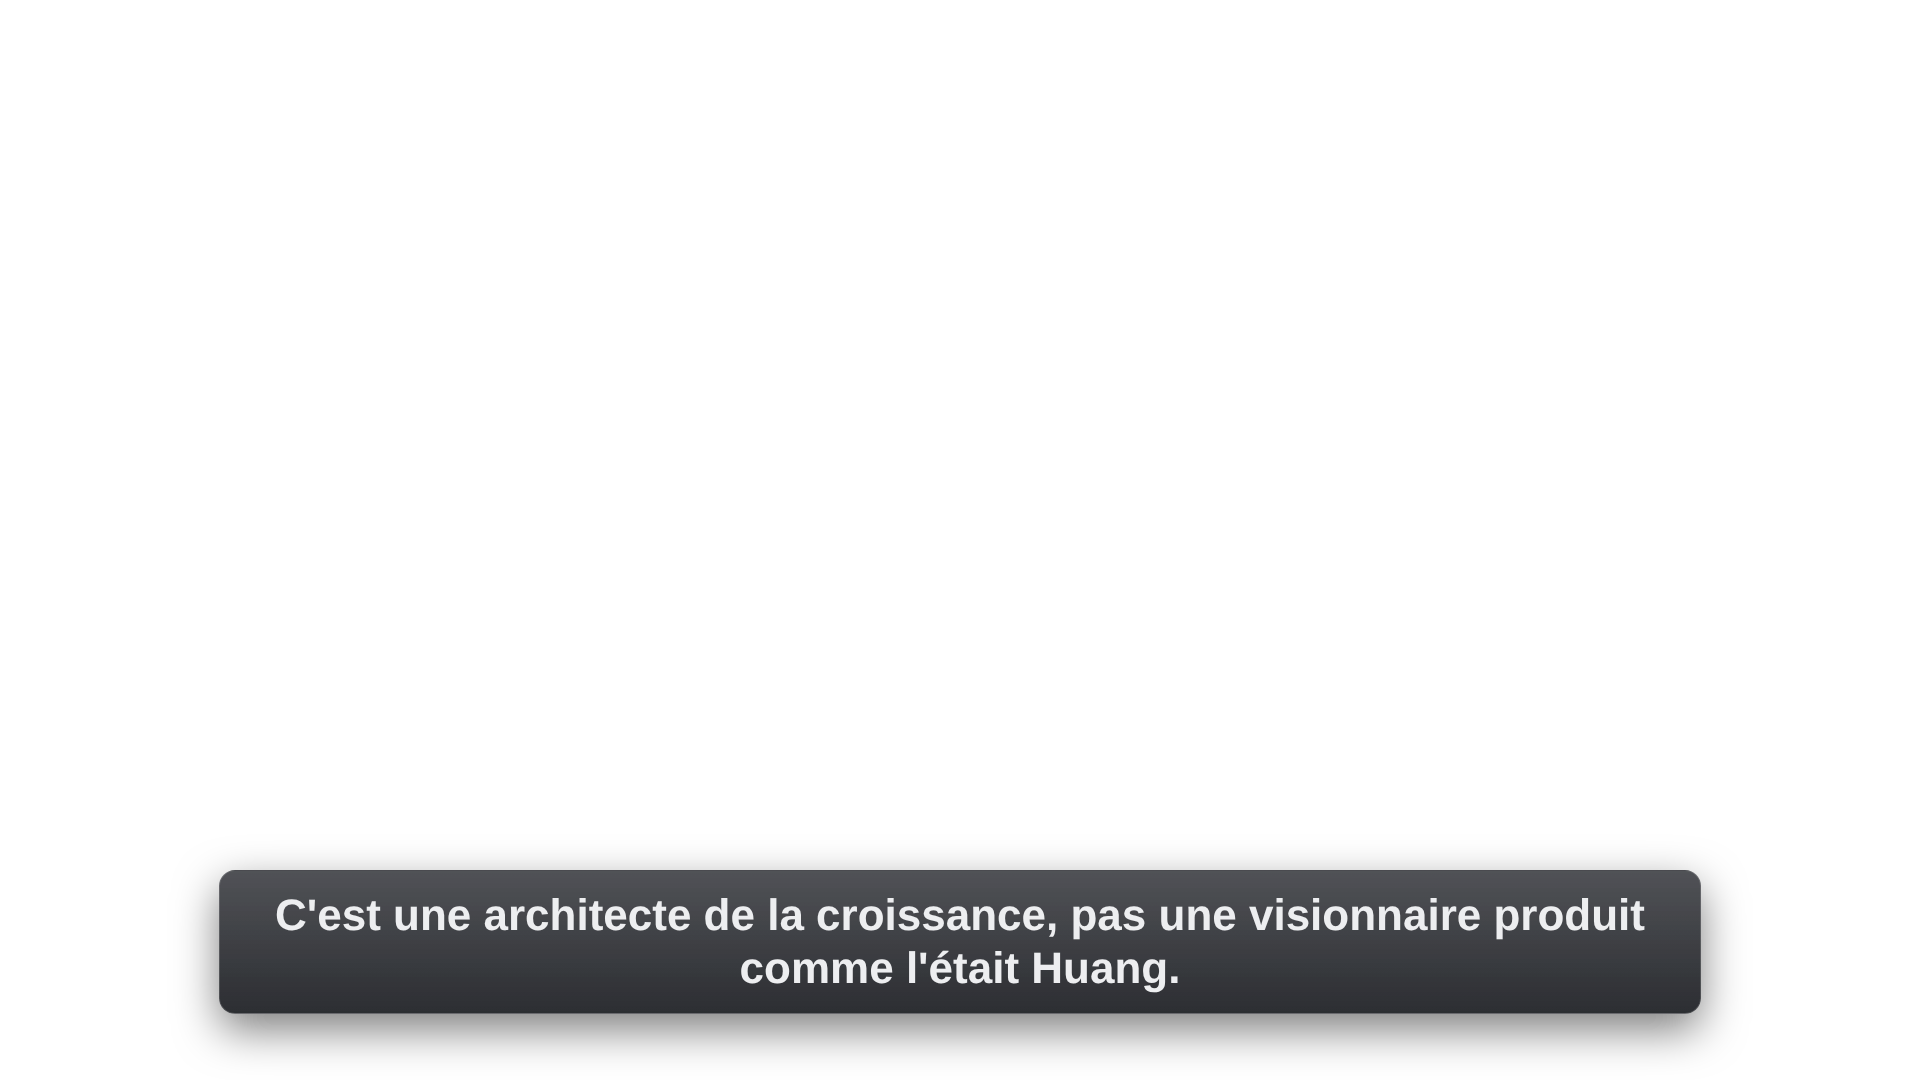 C'est une architecte de la croissance, pas une visionnaire produit
comme l'était Huang.